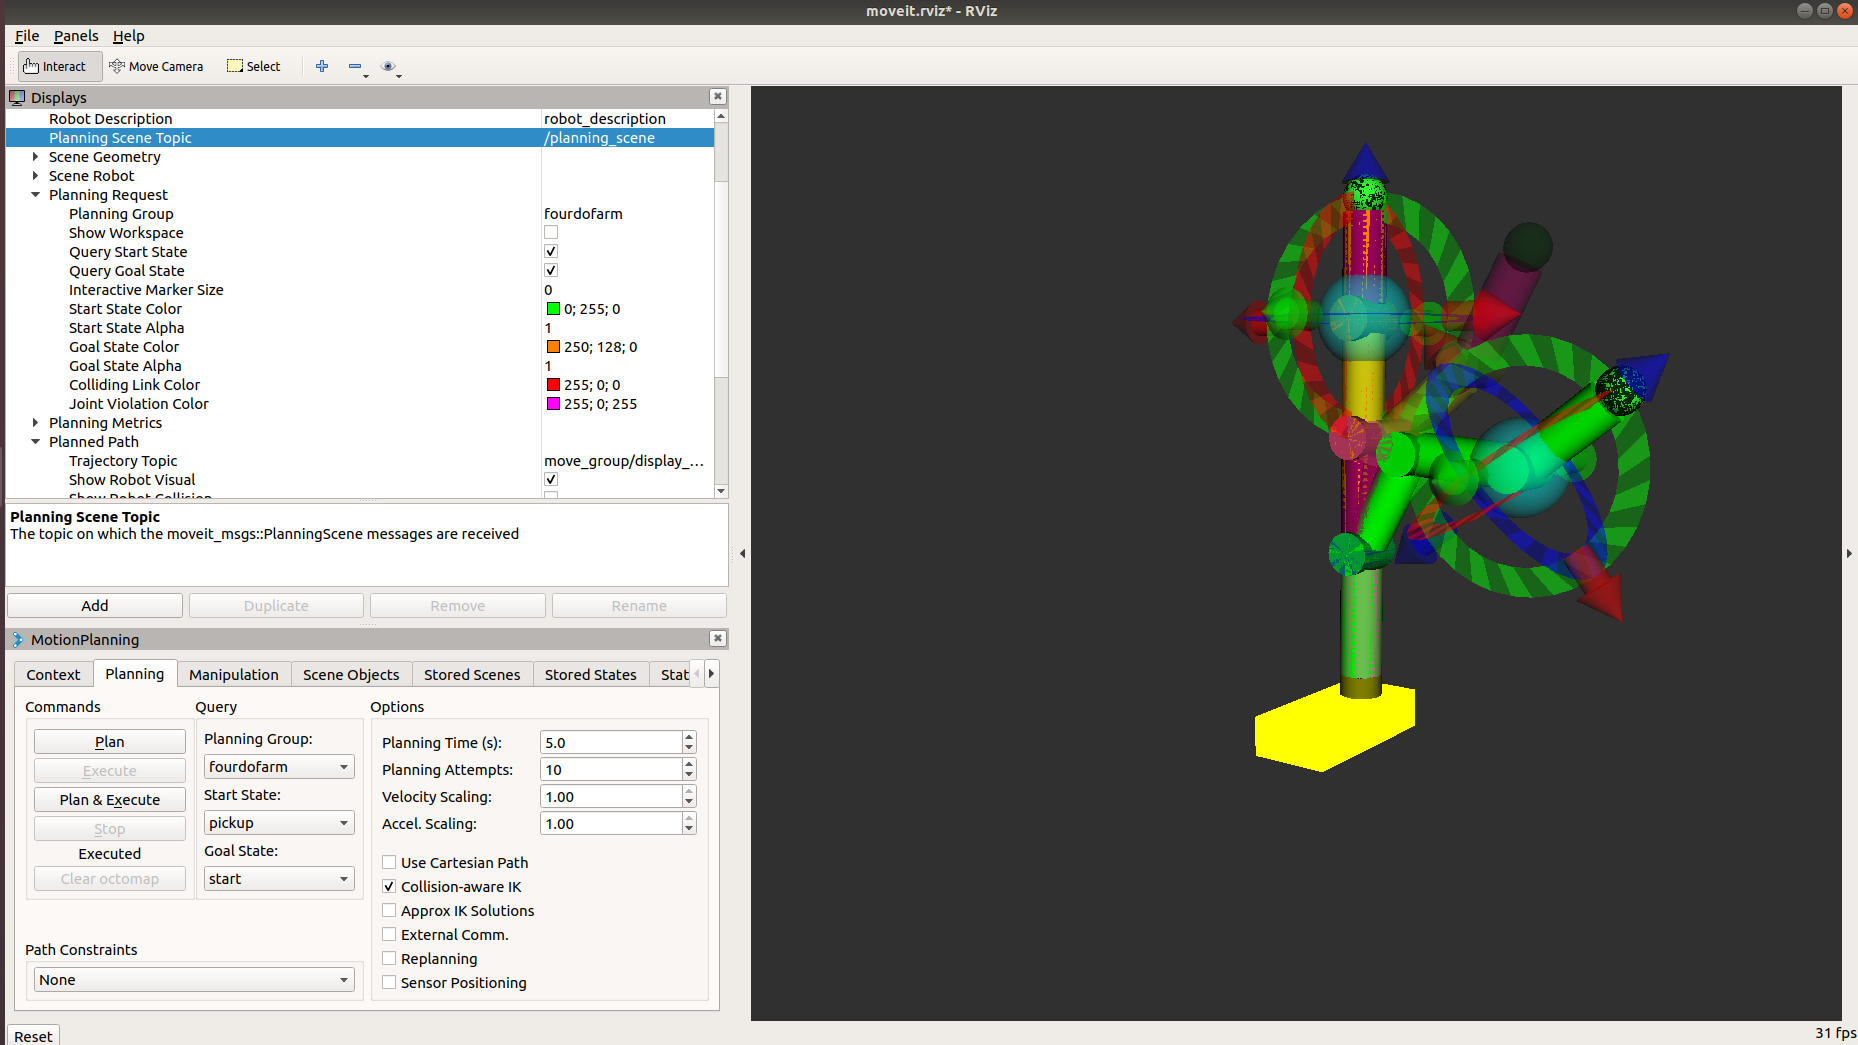 moveit.rviz* - RViz
File Panels Help
Interact Move Camera Select
Displays
Robot Description robot_description
Planning Scene Topic /planning_scene
Scene Geometry
Scene Robot
Planning Request
Planning Group fourdofarm
Show Workspace
Query Start State
Query Goal State
Interactive Marker Size 0
Start State Color 0; 255; 0
Start State Alpha 1
Goal State Color 250; 128; 0
Goal State Alpha 1
Colliding Link Color 255; 0; 0
Joint Violation Color 255; 0; 255
Planning Metrics
Planned Path
Trajectory Topic move_group/display_...
Show Robot Visual
Show Robot Collision
Planning Scene Topic
The topic on which the moveit_msgs::PlanningScene messages are received
Add Duplicate Remove Rename
MotionPlanning
Context Planning Manipulation Scene Objects Stored Scenes Stored States Stat
Commands Query Options
Plan
Execute
Plan & Execute
Stop
Executed
Clear octomap
Planning Group:
fourdofarm
Start State:
pickup
Goal State:
start
Planning Time (s): 5.0
Planning Attempts: 10
Velocity Scaling: 1.00
Accel. Scaling: 1.00
Use Cartesian Path
Collision-aware IK
Approx IK Solutions
External Comm.
Replanning
Sensor Positioning
Path Constraints
None
Reset
31 fps